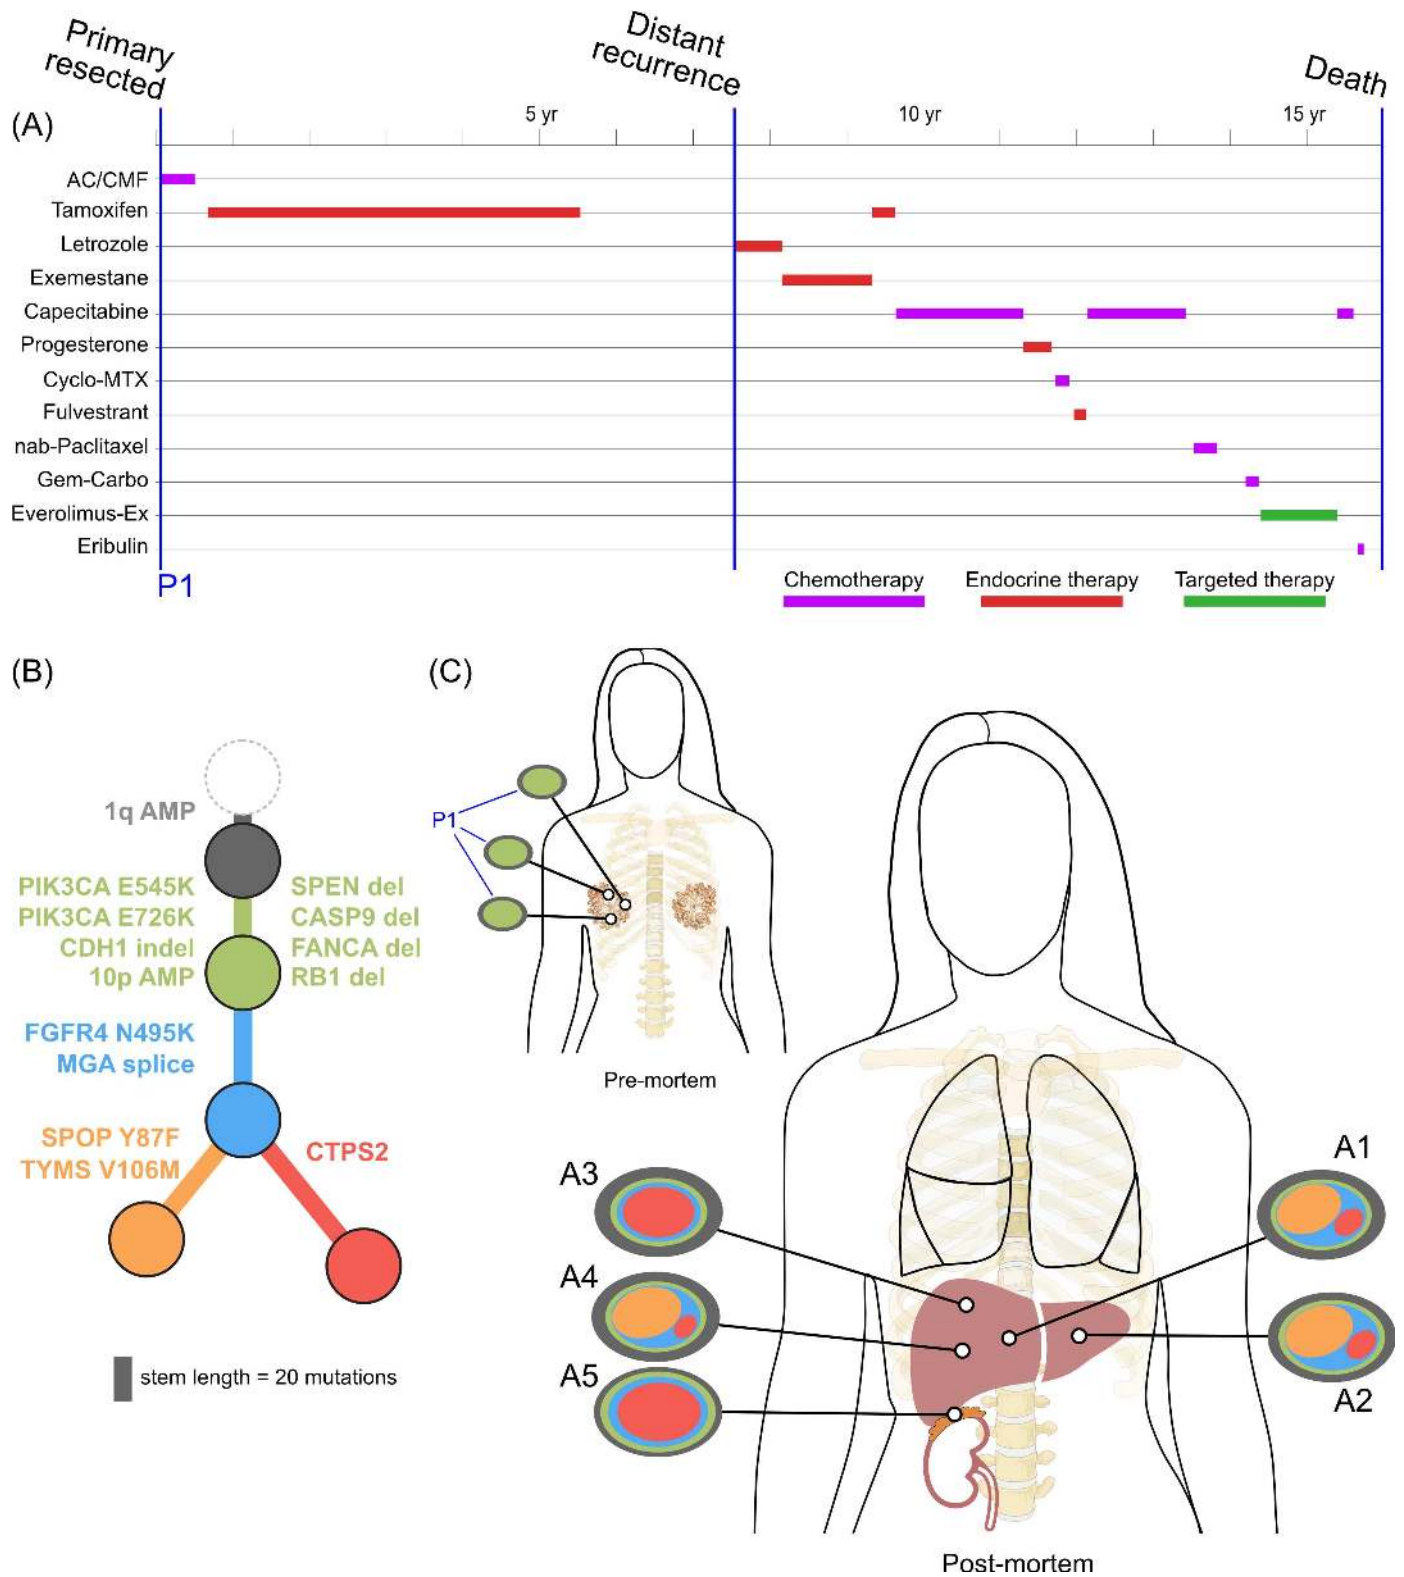 Primary
resected
Distant
recurrence
Death
(A)
5 yr
10 yr
15 yr
AC/CMF
Tamoxifen
Letrozole
Exemestane
Capecitabine
Progesterone
Cyclo-MTX
Fulvestrant
nab-Paclitaxel
Gem-Carbo
Everolimus-Ex
Eribulin
P1
Chemotherapy
Endocrine therapy
Targeted therapy
(B)
1q AMP
PIK3CA E545K
PIK3CA E726K
CDH1 indel
10p AMP
SPEN del
CASP9 del
FANCA del
RB1 del
FGFR4 N495K
MGA splice
SPOP Y87F
TYMS V106M
CTPS2
stem length = 20 mutations
(C)
P1
Pre-mortem
A3
A4
A5
A1
A2
Post-mortem